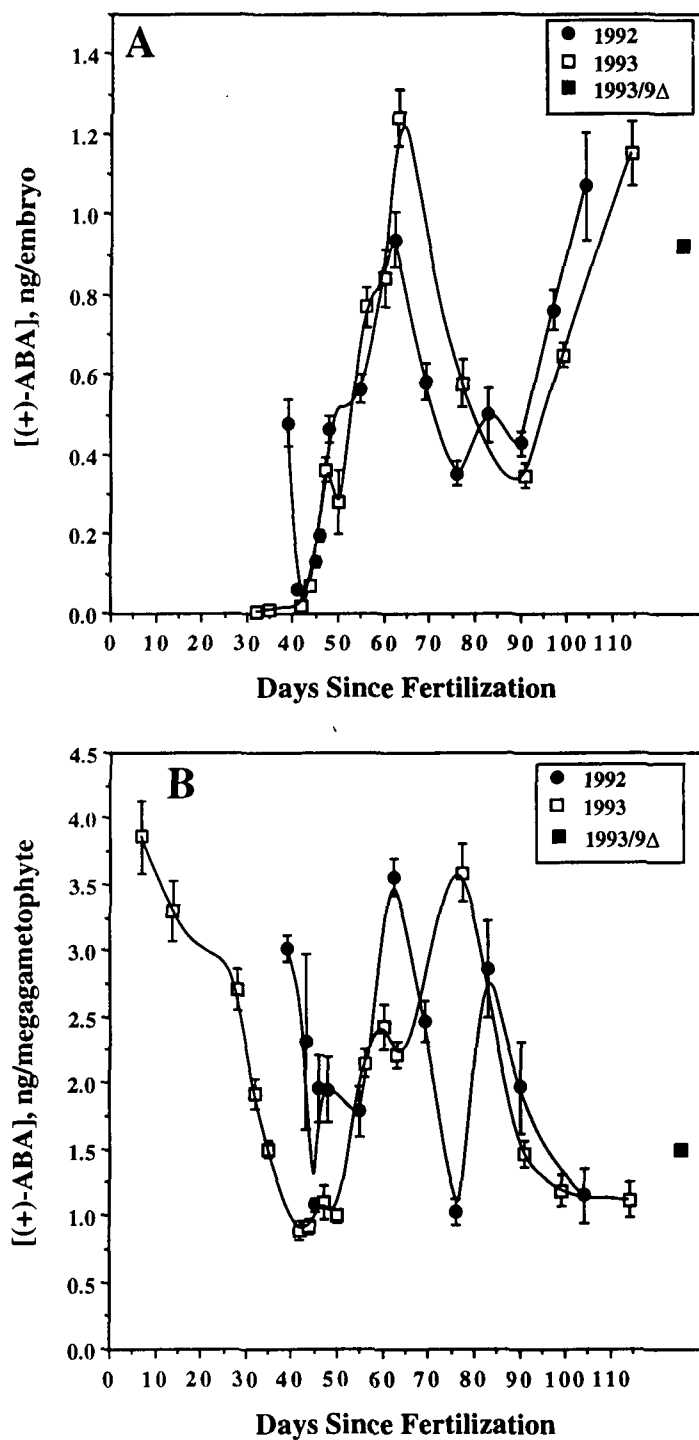 A
1992
1993
1993/9Δ
[(+)-ABA], ng/embryo
1.4
1.2
1.0
0.8
0.6
0.4
0.2
0.0
0 10 20 30 40 50 60 70 80 90 100 110
Days Since Fertilization
B
1992
1993
1993/9Δ
[(+)-ABA], ng/megagametophyte
4.5
4.0
3.5
3.0
2.5
2.0
1.5
1.0
0.5
0.0
10 20 30 40 50 60 70 80 90 100 110
Days Since Fertilization